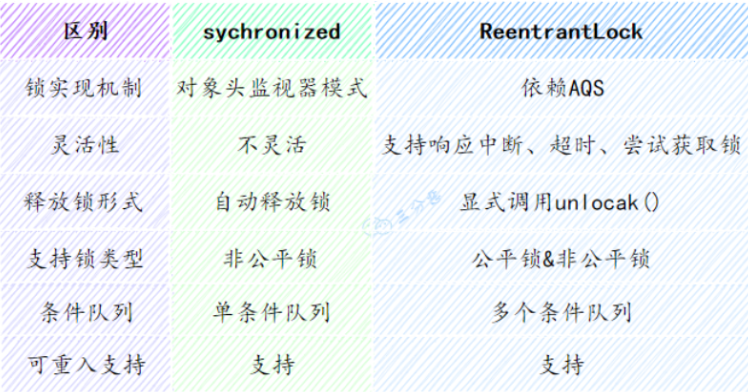 区别 sychronized ReentrantLock
锁实现机制 对象头监视器模式 依赖AQS
灵活性 不灵活 支持响应中断、超时、尝试获取锁
释放锁形式 自动释放锁 显式调用unlocak()
三分恶
支持锁类型 非公平锁 公平锁&非公平锁
条件队列 单条件队列 多个条件队列
可重入支持 支持 支持